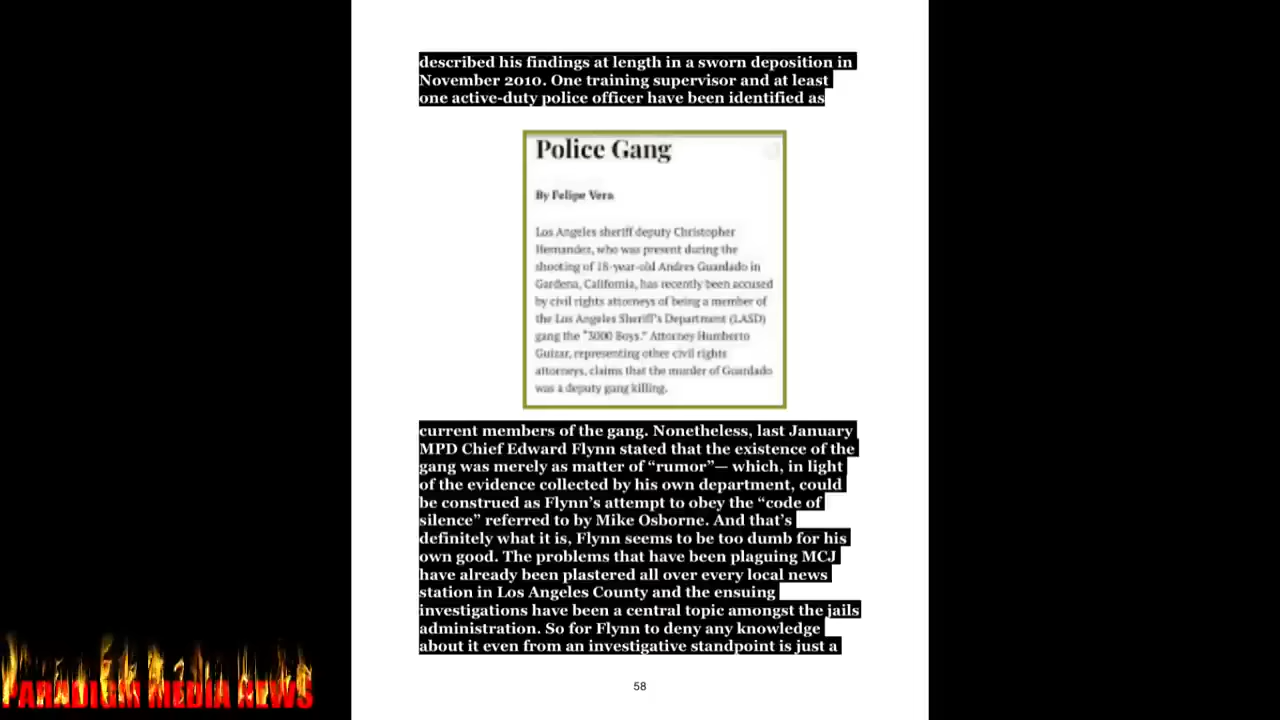 described his findings at length in a sworn deposition in
November 2010. One training supervisor and at least
one active-duty police officer have been identified as
Police Gang
By Felipe Vera
Los Angeles sheriff deputy Christopher
Hernandez, who was present during the
shooting of 18-year-old Andres Guardado in
Gardena, California, has recently been accused
by civil rights attorneys of being a member of
the Los Angeles Sheriff's Department (LASD)
gang the "3000 Boys." Attorney Humberto
Guizar, representing other civil rights
attorneys, claims that the murder of Guardado
was a deputy gang killing.
current members of the gang. Nonetheless, last January
MPD Chief Edward Flynn stated that the existence of the
gang was merely as matter of “rumor”— which, in light
of the evidence collected by his own department, could
be construed as Flynn’s attempt to obey the “code of
silence” referred to by Mike Osborne. And that’s
definitely what it is, Flynn seems to be too dumb for his
own good. The problems that have been plaguing MCJ
have already been plastered all over every local news
station in Los Angeles County and the ensuing
investigations have been a central topic amongst the jails
administration. So for Flynn to deny any knowledge
about it even from an investigative standpoint is just a
58
PARADIGM MEDIA NEWS